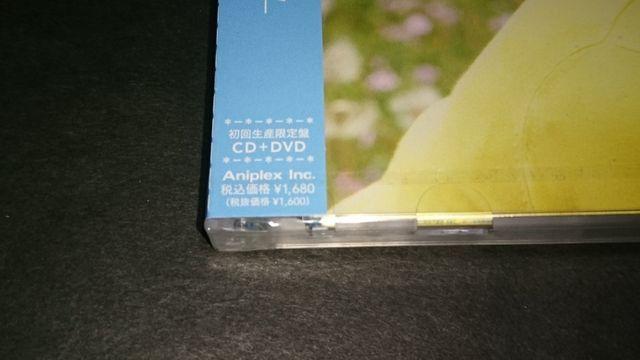 初回生産限定盤
CD+DVD
Aniplex Inc.
税込価格 ¥1,680
(税抜価格 ¥1,600)